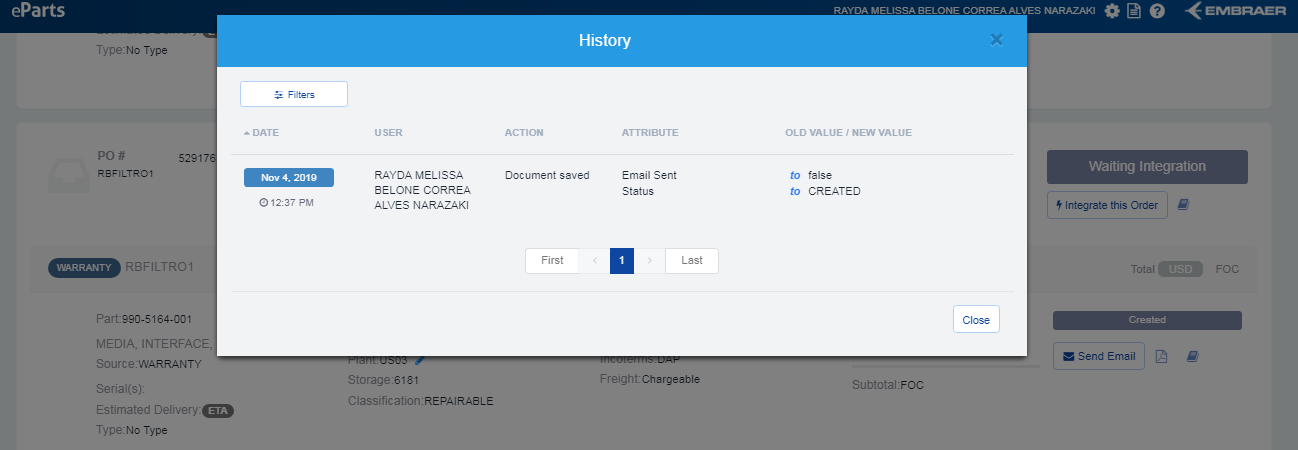 eParts
RAYDA MELISSA BELONE CORREA ALVES NARAZAKI
EMBRAER
Type:No Type
History
×
Filters
DATE USER ACTION ATTRIBUTE OLD VALUE / NEW VALUE
Nov 4, 2019
12:37 PM
RAYDA MELISSA
BELONE CORREA
ALVES NARAZAKI
Document saved
Email Sent
Status
to false
to CREATED
First < 1 > Last
Close
PO #
RBFILTRO1
529176
Waiting Integration
Integrate this Order
WARRANTY RBFILTRO1
Total USD FOC
Part:990-5164-001
MEDIA, INTERFACE,
Source:WARRANTY
Serial(s):
Estimated Delivery: ETA
Type:No Type
Plant:US03
Storage:6181
Classification:REPAIRABLE
Incoterms:DAP
Freight:Chargeable
Subtotal:FOC
Created
Send Email